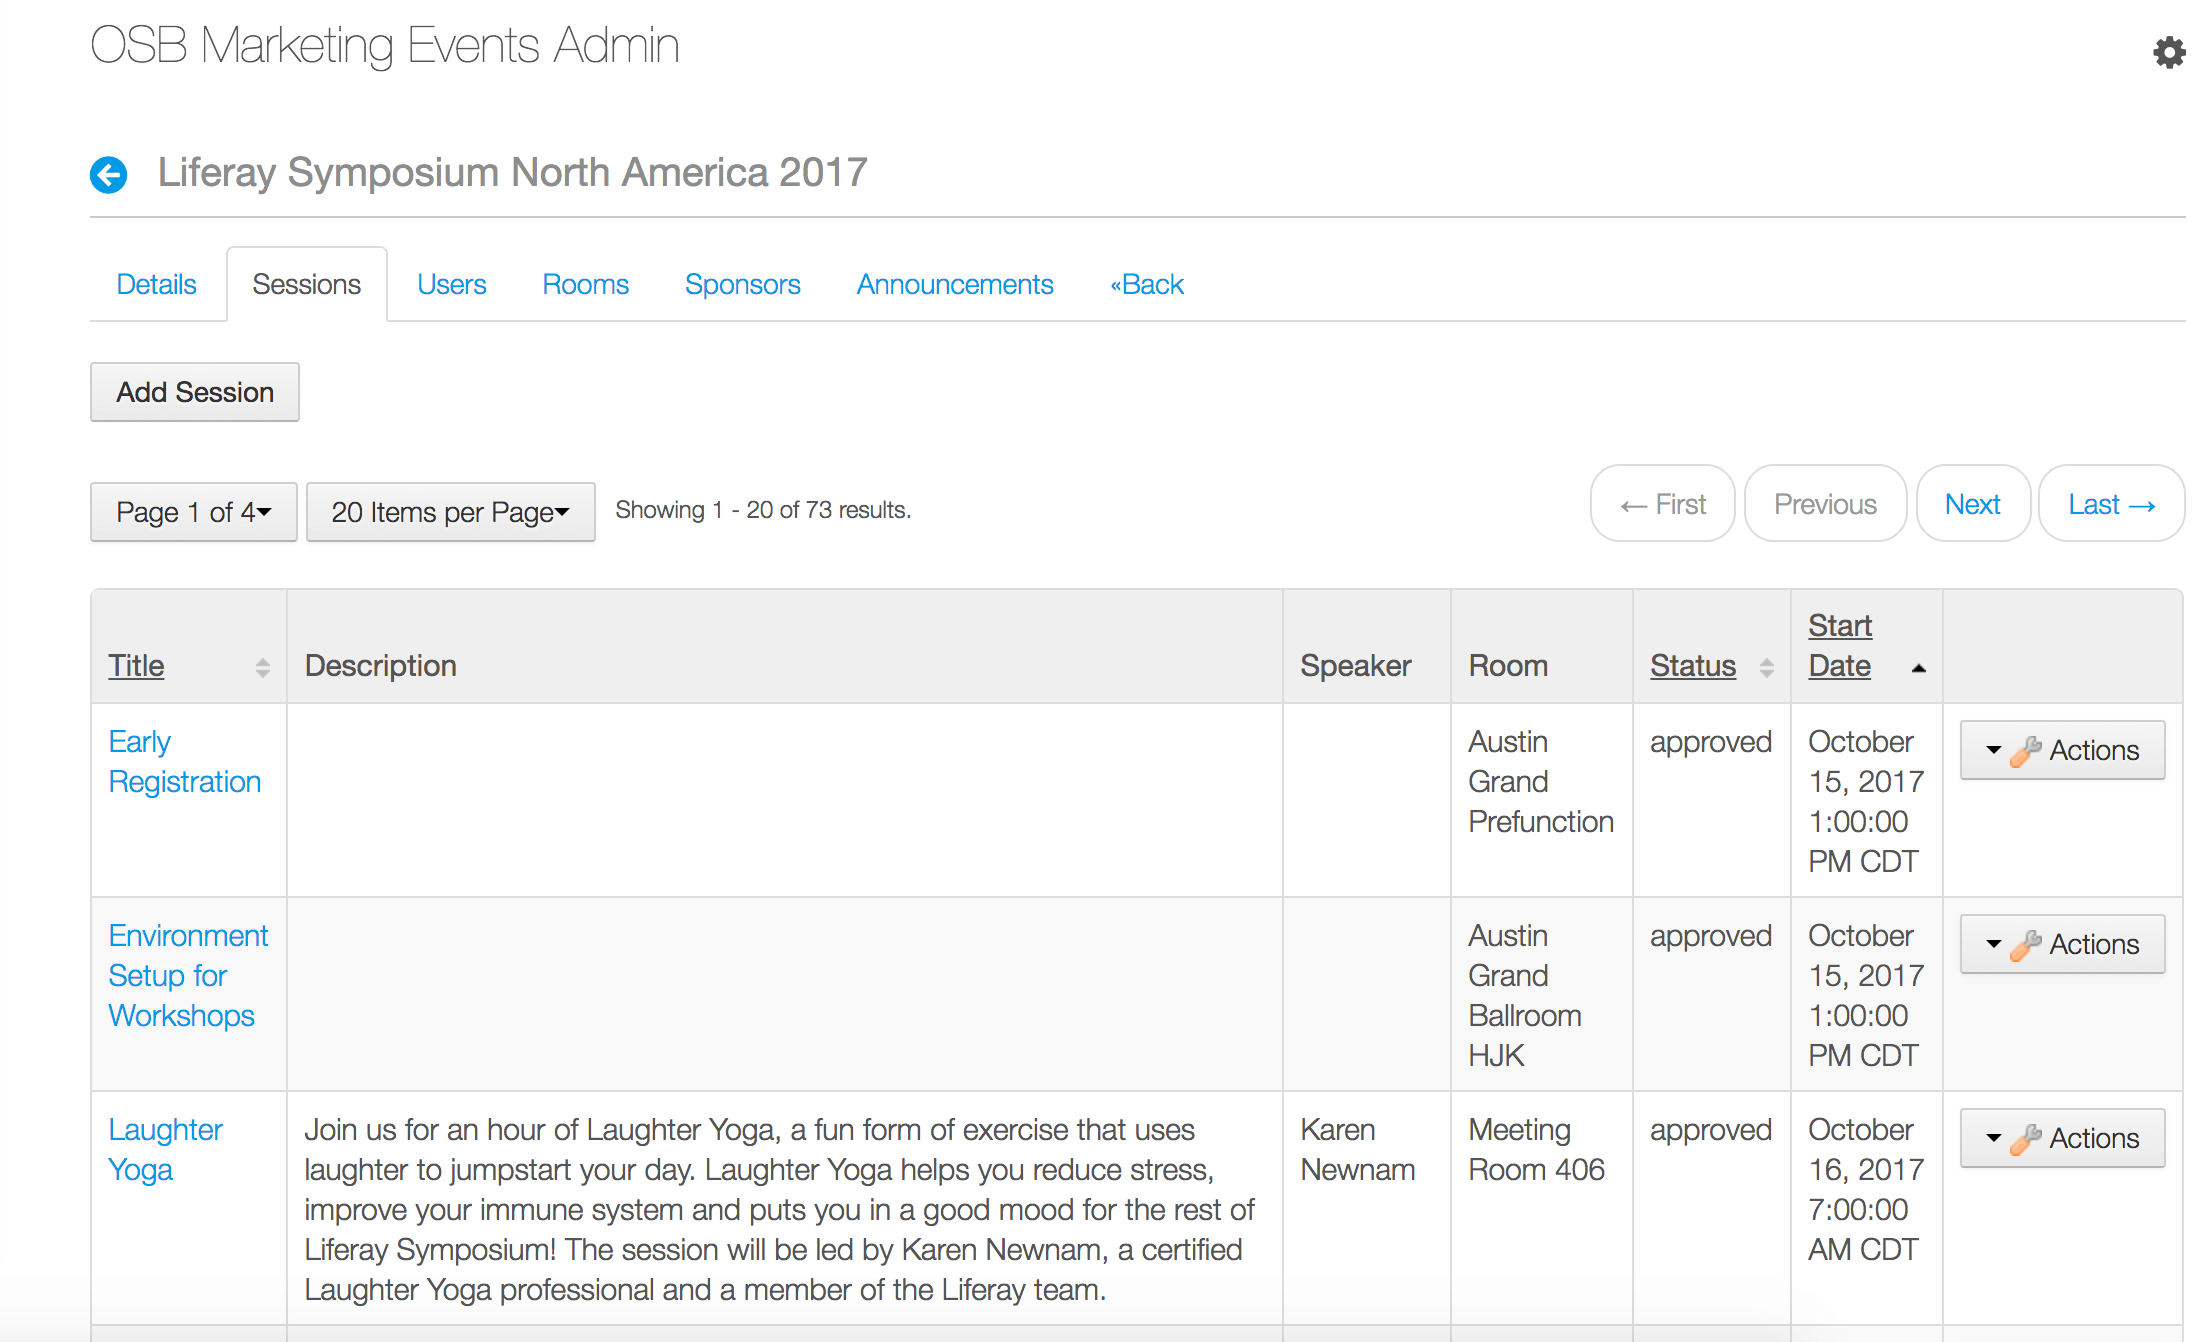 OSB Marketing Events Admin
Liferay Symposium North America 2017
Details Sessions Users Rooms Sponsors Announcements «Back
Add Session
Page 1 of 4 20 Items per Page Showing 1 - 20 of 73 results. ← First Previous Next Last →
Title Description Speaker Room Status Start Date
Early Registration
Austin Grand Prefunction
approved
October 15, 2017 1:00:00 PM CDT
Actions
Environment Setup for Workshops
Austin Grand Ballroom HJK
approved
October 15, 2017 1:00:00 PM CDT
Actions
Laughter Yoga
Join us for an hour of Laughter Yoga, a fun form of exercise that uses
laughter to jumpstart your day. Laughter Yoga helps you reduce stress,
improve your immune system and puts you in a good mood for the rest of
Liferay Symposium! The session will be led by Karen Newnam, a certified
Laughter Yoga professional and a member of the Liferay team.
Karen Newnam
Meeting Room 406
approved
October 16, 2017 7:00:00 AM CDT
Actions